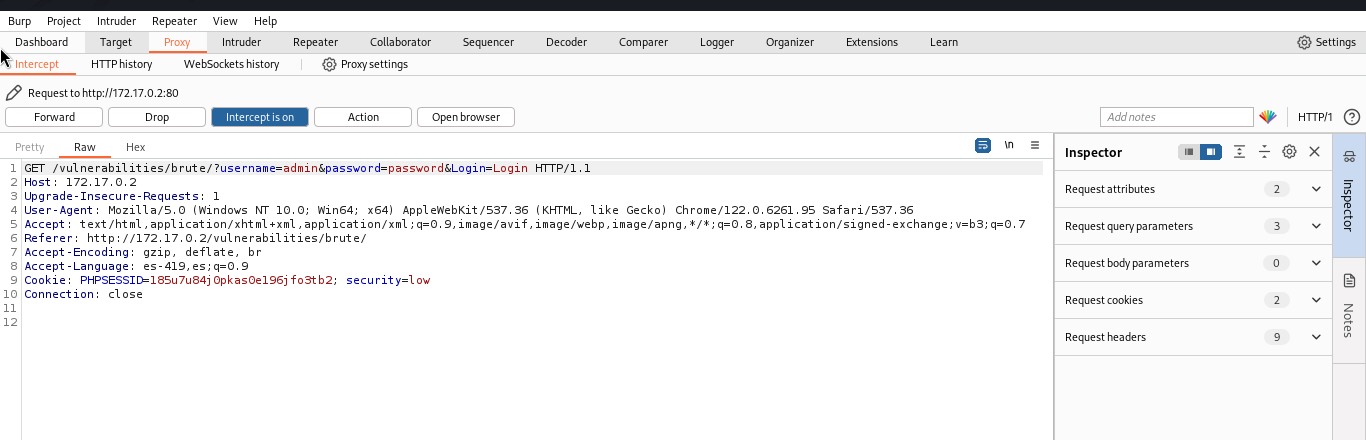 Burp Project Intruder Repeater View Help
Dashboard Target Proxy Intruder Repeater Collaborator Sequencer Decoder Comparer Logger Organizer Extensions Learn Settings
Intercept HTTP history WebSockets history Proxy settings
Request to http://172.17.0.2:80
Forward Drop Intercept is on Action Open browser Add notes HTTP/1
Pretty Raw Hex \n
1 GET /vulnerabilities/brute/?username=admin&password=password&Login=Login HTTP/1.1
2 Host: 172.17.0.2
3 Upgrade-Insecure-Requests: 1
4 User-Agent: Mozilla/5.0 (Windows NT 10.0; Win64; x64) AppleWebKit/537.36 (KHTML, like Gecko) Chrome/122.0.6261.95 Safari/537.36
5 Accept: text/html,application/xhtml+xml,application/xml;q=0.9,image/avif,image/webp,image/apng,*/*;q=0.8,application/signed-exchange;v=b3;q=0.7
6 Referer: http://172.17.0.2/vulnerabilities/brute/
7 Accept-Encoding: gzip, deflate, br
8 Accept-Language: es-419,es;q=0.9
9 Cookie: PHPSESSID=185u7u84j0pkas0e196jfo3tb2; security=low
10 Connection: close
11
12
Inspector
Request attributes 2
Request query parameters 3
Request body parameters 0
Request cookies 2
Request headers 9
Inspector
Notes